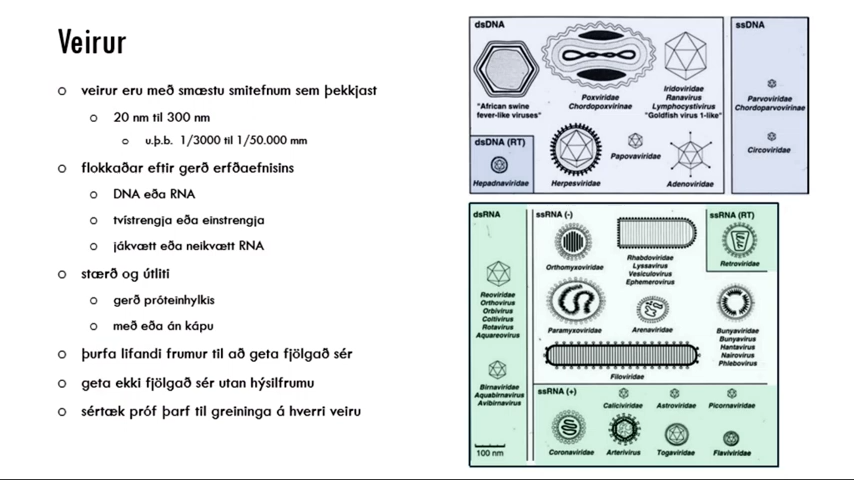 Veirur
veirur eru með smæstu smitefnum sem þekkjast
20 nm til 300 nm
u.þ.b. 1/3000 til 1/50.000 mm
flokkaðar eftir gerð erfðaefnisins
DNA eða RNA
tvístrengja eða einstrengja
jákvætt eða neikvætt RNA
stærð og útliti
gerð próteinhylkis
með eða án kápu
þurfa lifandi frumur til að geta fjölgað sér
geta ekki fjölgað sér utan hýsilfrumu
sértæk próf þarf til greininga á hverri veiru
dsDNA
"African swine
fever-like viruses"
Poxviridae
Chordopoxvirinae
Iridoviridae
Ranavirus
Lymphocystivirus
"Goldfish virus 1-like"
dsDNA (RT)
Hepadnaviridae
Herpesviridae
Papovaviridae
Adenoviridae
ssDNA
Parvoviridae
Chordoparvovirinae
Circoviridae
dsRNA
Reoviridae
Orthovirus
Orbivirus
Coltivirus
Rotavirus
Aquareovirus
Birnaviridae
Aquabirnavirus
Avibirnavirus
100 nm
ssRNA (-)
Orthomyxoviridae
Rhabdoviridae
Lyssavirus
Vesiculovirus
Ephemerovirus
ssRNA (RT)
Retroviridae
Paramyxoviridae
Arenaviridae
Bunyaviridae
Bunyavirus
Hantavirus
Nairovirus
Phlebovirus
Filoviridae
ssRNA (+)
Caliciviridae
Astroviridae
Picornaviridae
Coronaviridae
Arterivirus
Togaviridae
Flaviviridae